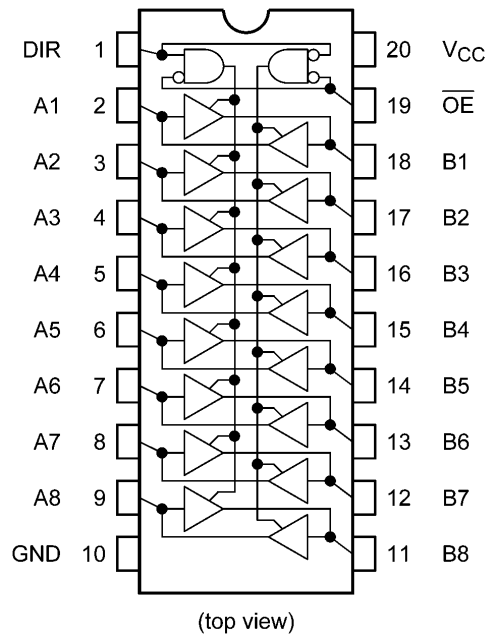 DIR 1 20 VCC
A1 2 19 O̅E̅
A2 3 18 B1
A3 4 17 B2
A4 5 16 B3
A5 6 15 B4
A6 7 14 B5
A7 8 13 B6
A8 9 12 B7
GND 10 11 B8
(top view)